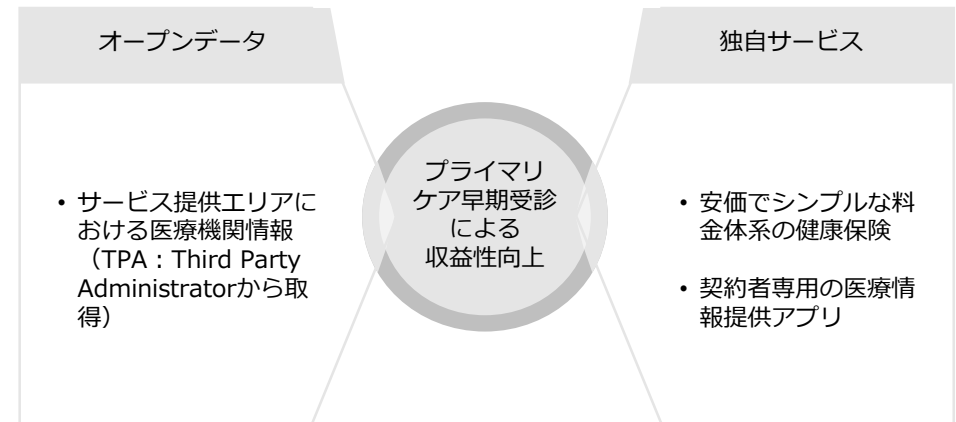 オープンデータ
独自サービス
プライマリ
ケア早期受診
による
収益性向上
• サービス提供エリアに
おける医療機関情報
（TPA：Third Party
Administratorから取
得）
• 安価でシンプルな料
金体系の健康保険
• 契約者専用の医療情
報提供アプリ